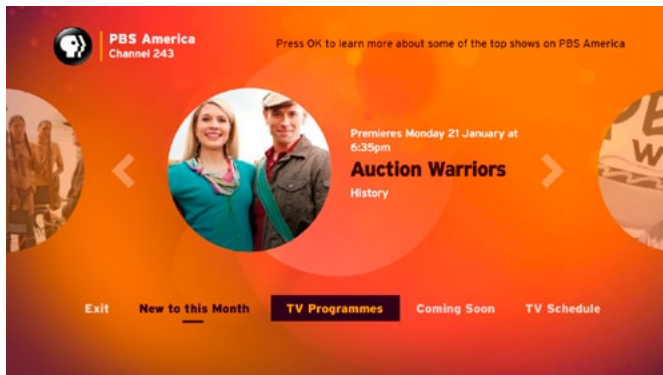 PBS America
Channel 243
Press OK to learn more about some of the top shows on PBS America
Premieres Monday 21 January at
6:35pm
Auction Warriors
History
Exit
New to this Month
TV Programmes
Coming Soon
TV Schedule